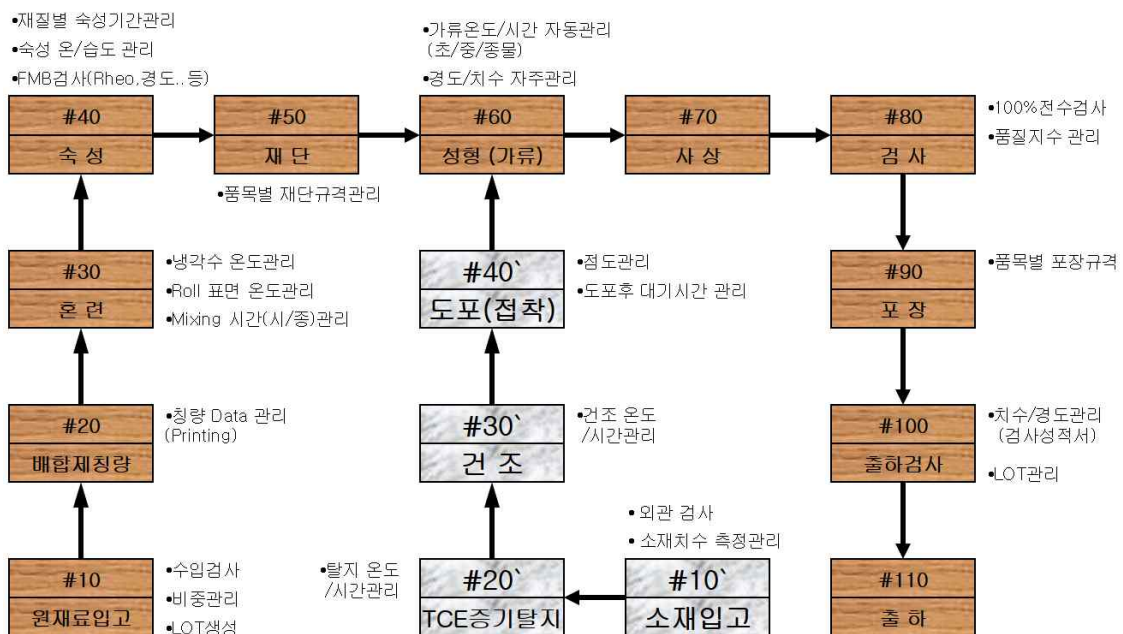 •재질별 숙성기간관리
•숙성 온/습도 관리
•FMB검사(Rheo,경도..등)
•가류온도/시간 자동관리
(초/중/종물)
•경도/치수 자주관리
#40
숙 성
#50
재 단
#60
성형 (가류)
#70
사 상
#80
검 사
•100%전수검사
•품질지수 관리
•품목별 재단규격관리
#30
혼 련
•냉각수 온도관리
•Roll 표면 온도관리
•Mixing 시간(시/종)관리
#40`
도포(접착)
•점도관리
•도포후 대기시간 관리
#90
포 장
•품목별 포장규격
#20
배합제칭량
•칭량 Data 관리
(Printing)
#30`
건 조
•건조 온도
/시간관리
#100
출하검사
•치수/경도관리
(검사성적서)
•LOT관리
•외관 검사
•소재치수 측정관리
#10
원재료입고
•수입검사
•비중관리
•LOT생성
•탈지 온도
/시간관리
#20`
TCE증기탈지
#10`
소재입고
#110
출 하